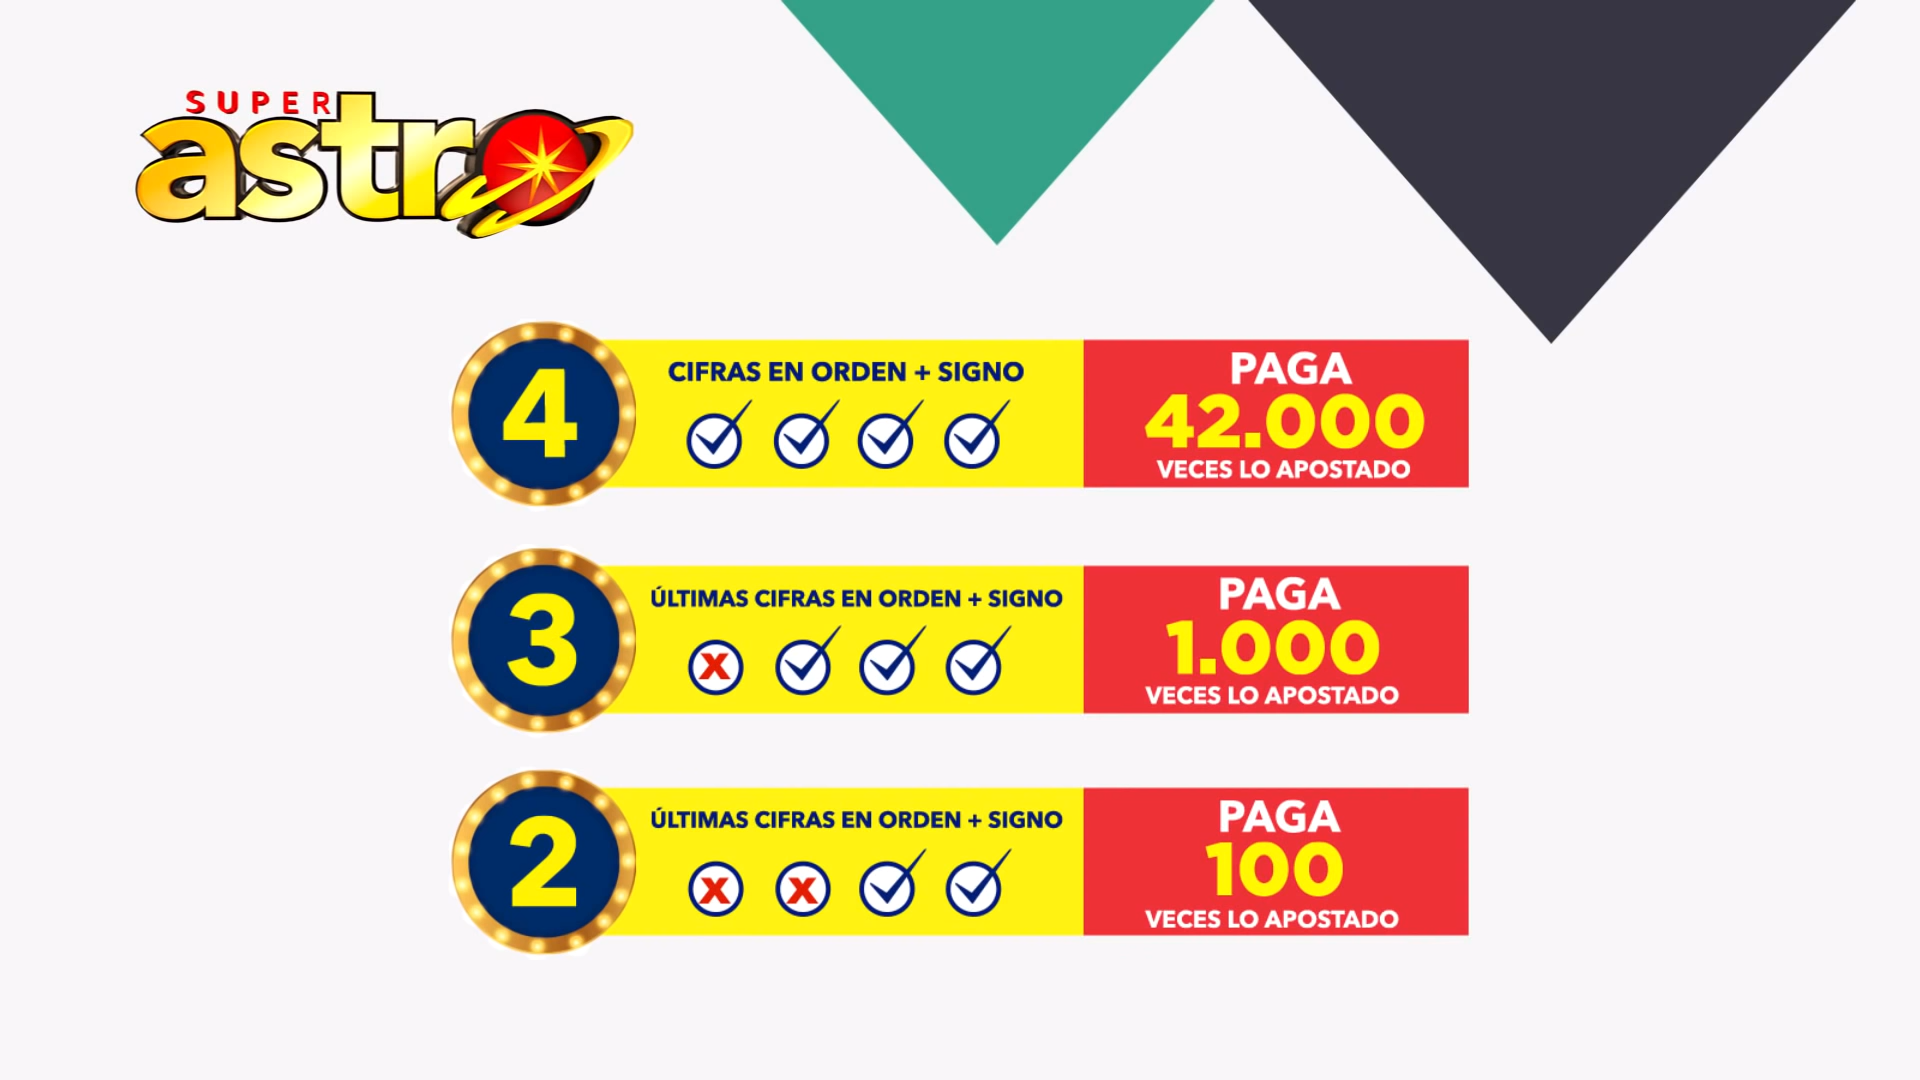 SUPER
astro
4
CIFRAS EN ORDEN + SIGNO
PAGA
42.000
VECES LO APOSTADO
3
ÚLTIMAS CIFRAS EN ORDEN + SIGNO
X
PAGA
1.000
VECES LO APOSTADO
2
ÚLTIMAS CIFRAS EN ORDEN + SIGNO
X X
PAGA
100
VECES LO APOSTADO